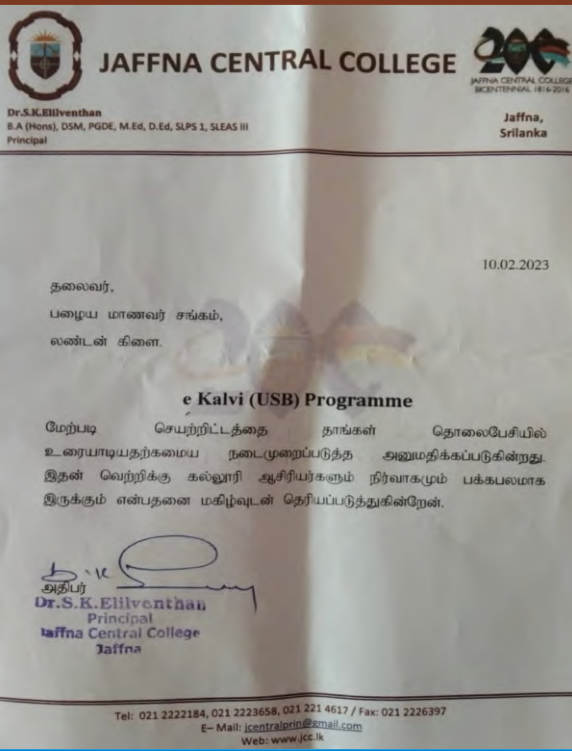 JAFFNA CENTRAL COLLEGE
200
JAFFNA CENTRAL COLLEGE
BICENTENNIAL 1816-2016
Dr.S.K.Elilventhan
B.A (Hons), DSM, PGDE, M.Ed, D.Ed, SLPS 1, SLEAS III
Principal
Jaffna,
Srilanka
10.02.2023
தலைவர்,
பழைய மாணவர் சங்கம்,
லண்டன் கிளை.
e Kalvi (USB) Programme
மேற்படி செயற்றிட்டத்தை தாங்கள் தொலைபேசியில்
உரையாடியதற்கமைய நடைமுறைப்படுத்த அனுமதிக்கப்படுகின்றது.
இதன் வெற்றிக்கு கல்லூரி ஆசிரியர்களும் நிர்வாகமும் பக்கபலமாக
இருக்கும் என்பதனை மகிழ்வுடன் தெரியப்படுத்துகின்றேன்.
அதிபர்
Dr.S.K.Elilventhan
Principal
Jaffna Central College
Jaffna
Tel: 021 2222184, 021 2223658, 021 221 4617 / Fax: 021 2226397
E– Mail: jcentralprin@gmail.com
Web: www.jcc.lk